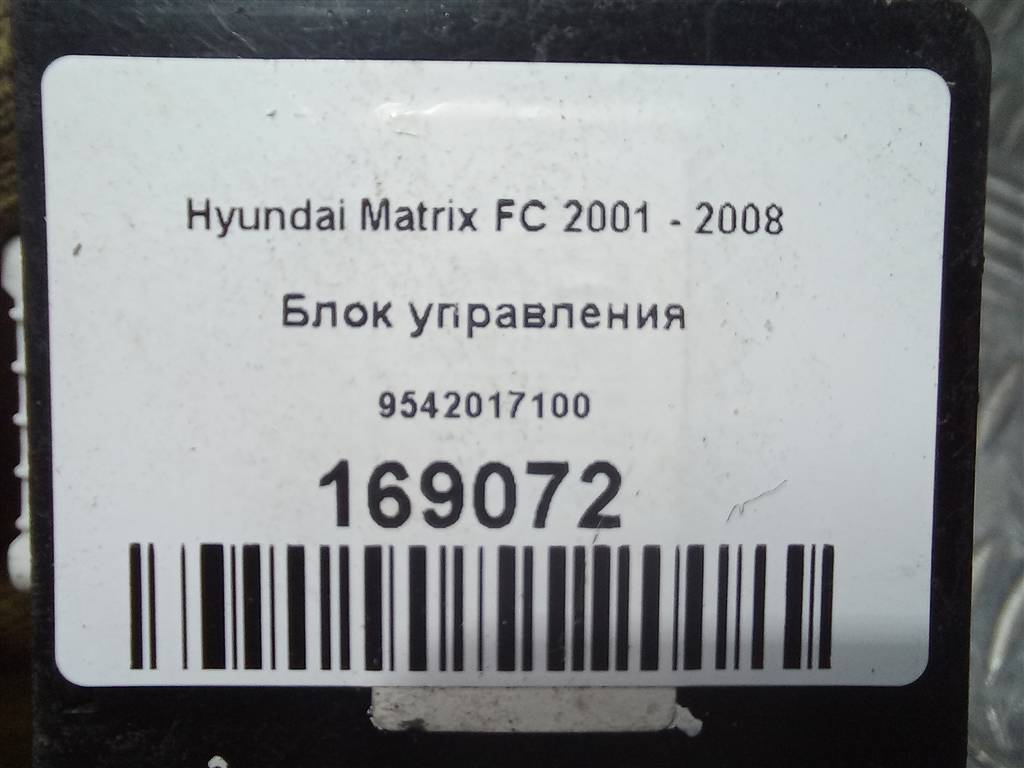 Hyundai Matrix FC 2001 - 2008
Блок управления
9542017100
169072